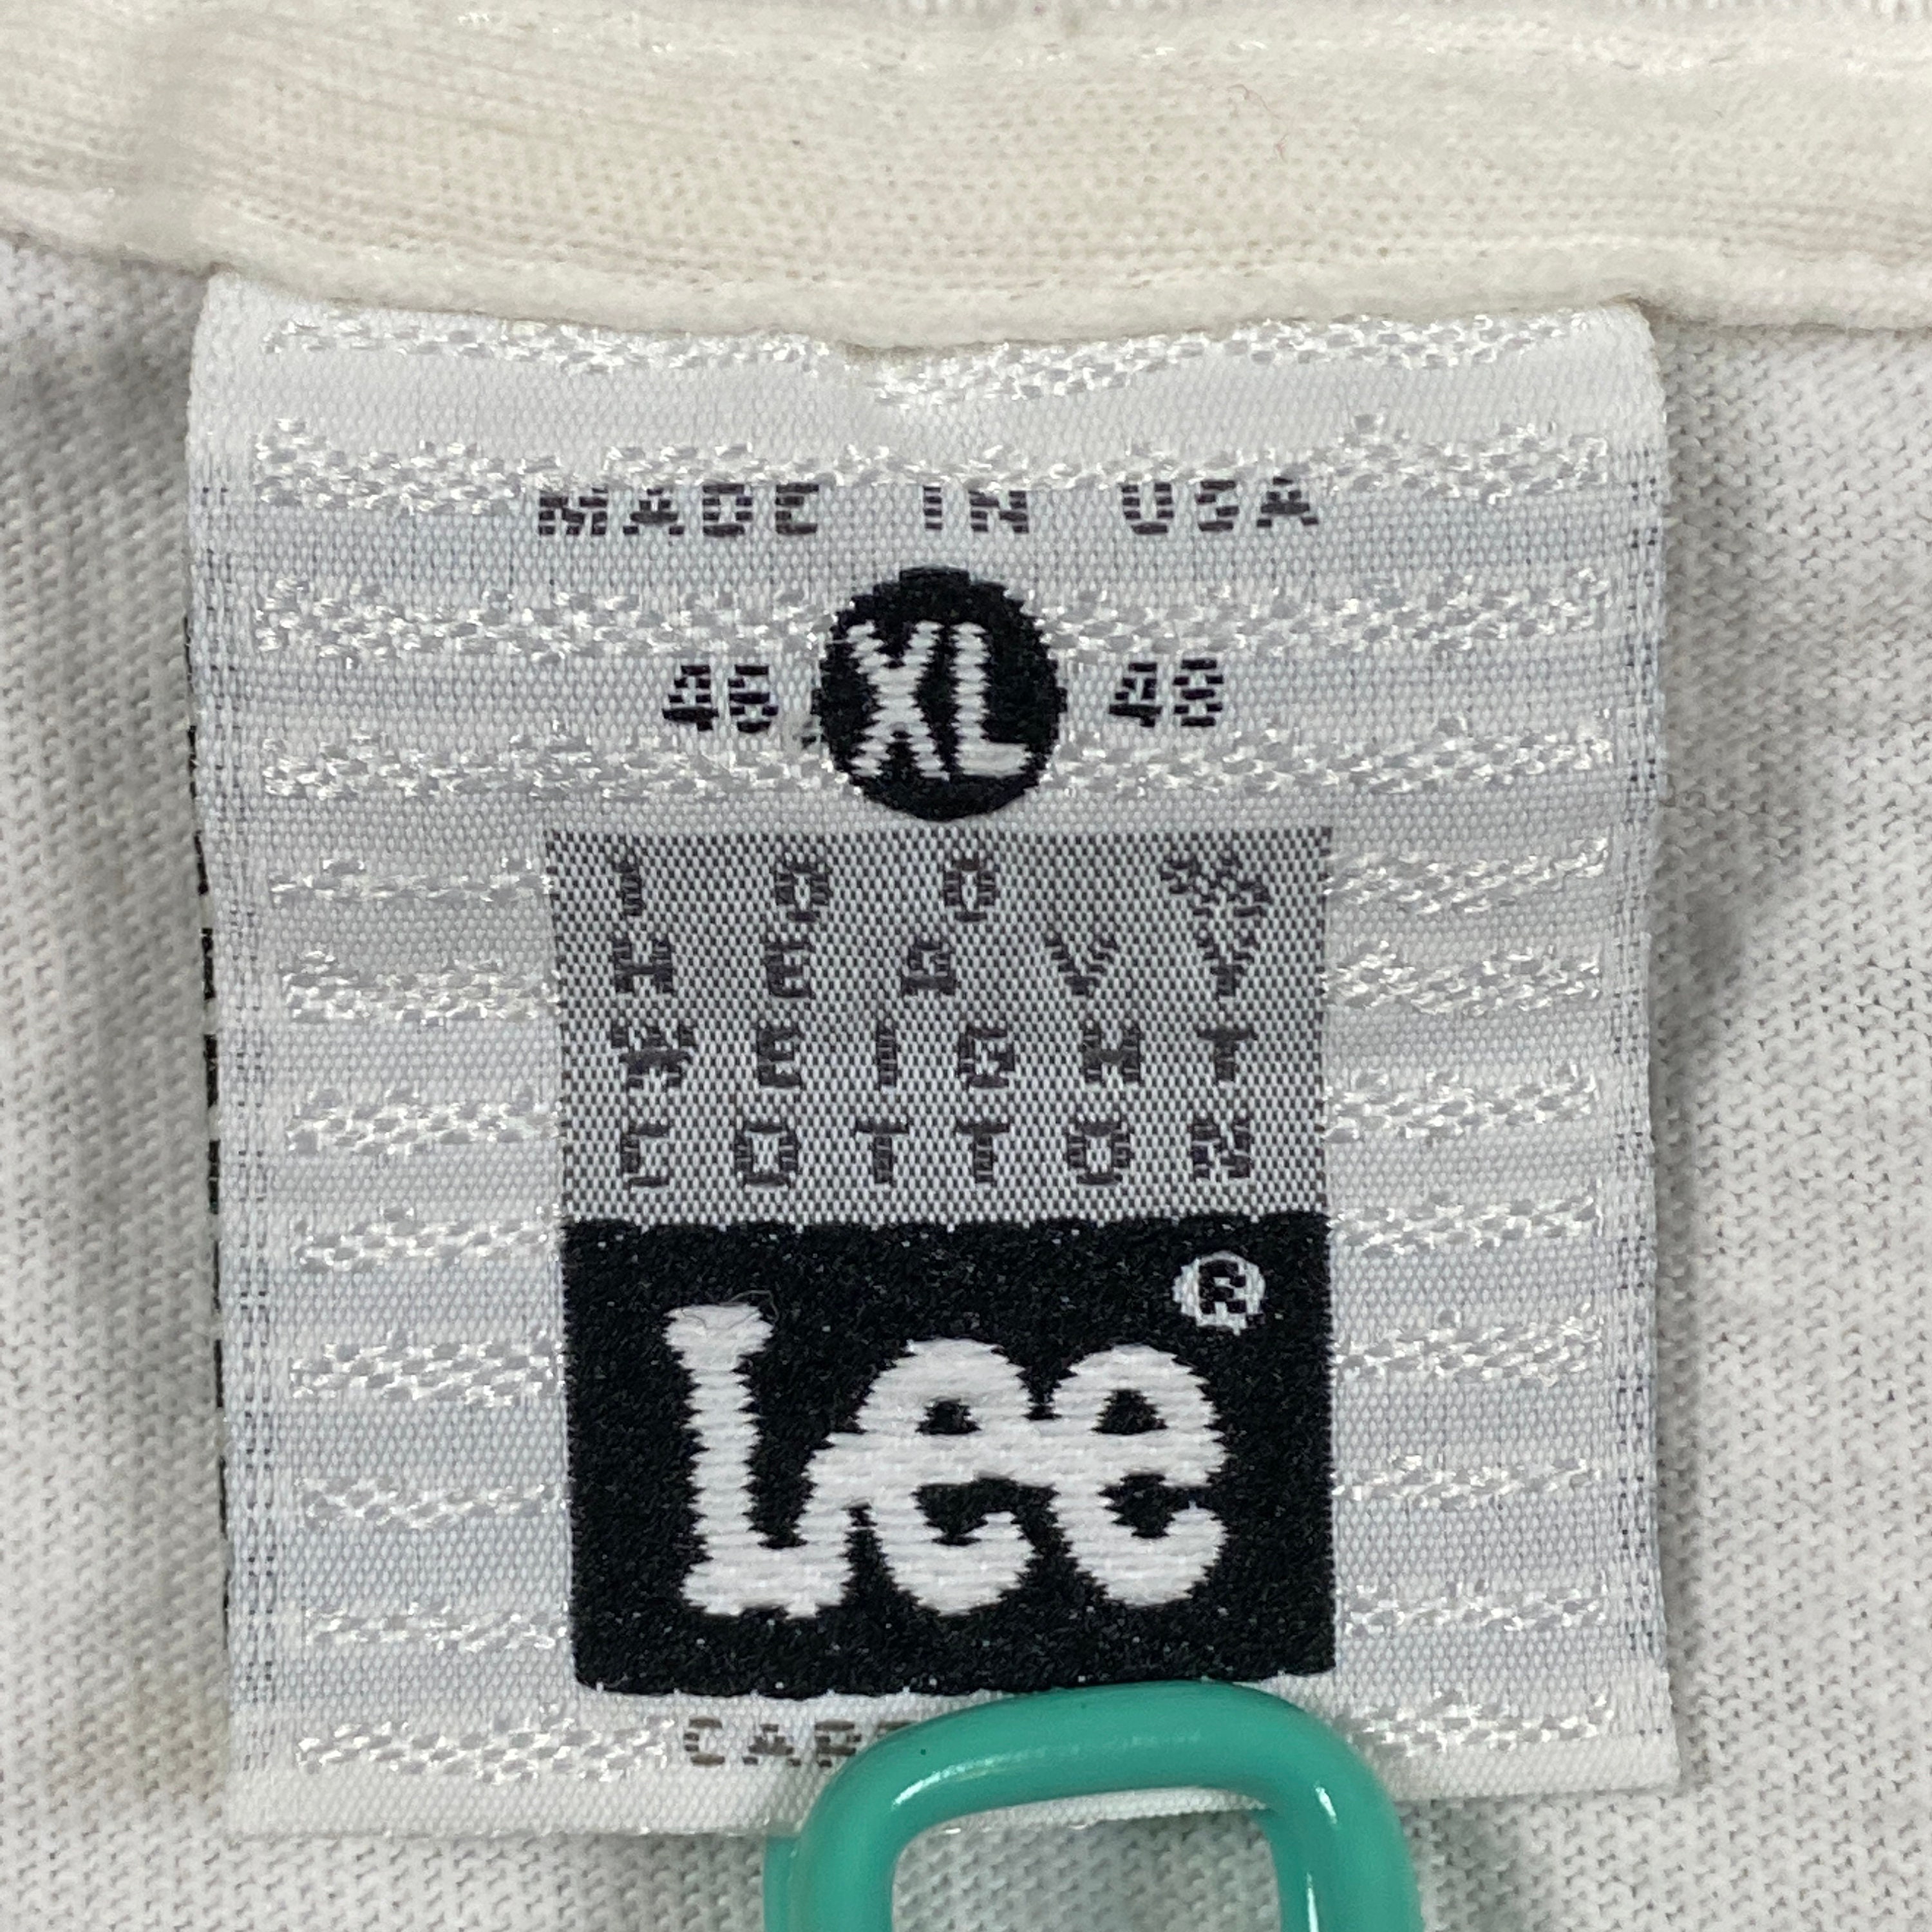 MADE IN USA
46 XL 48
100%
HEAVY
WEIGHT
COTTON
Lee®